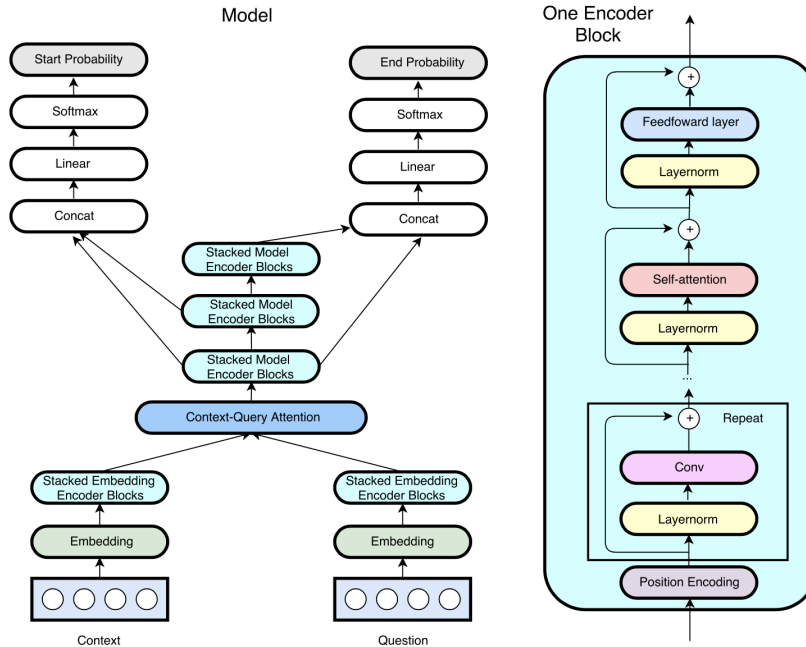 Model
One Encoder
Block
Start Probability
Softmax
Linear
Concat
End Probability
Softmax
Linear
Concat
Stacked Model
Encoder Blocks
Stacked Model
Encoder Blocks
Stacked Model
Encoder Blocks
Context-Query Attention
Stacked Embedding
Encoder Blocks
Stacked Embedding
Encoder Blocks
Embedding
Embedding
Context
Question
+
Feedfoward layer
Layernorm
+
Self-attention
Layernorm
...
+
Repeat
Conv
Layernorm
Position Encoding